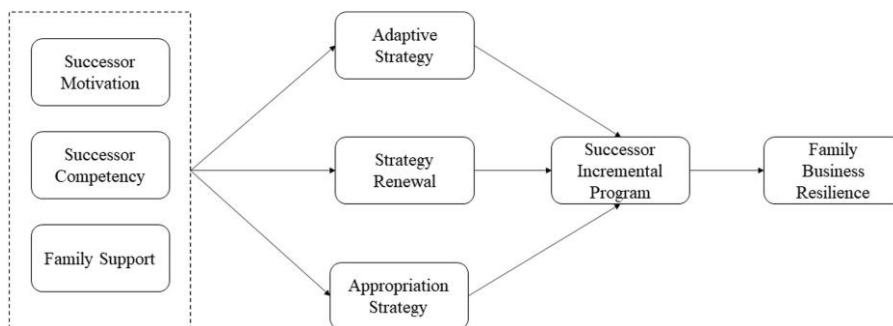 Successor
Motivation
Successor
Competency
Family Support
Adaptive
Strategy
Strategy
Renewal
Appropriation
Strategy
Successor
Incremental
Program
Family
Business
Resilience